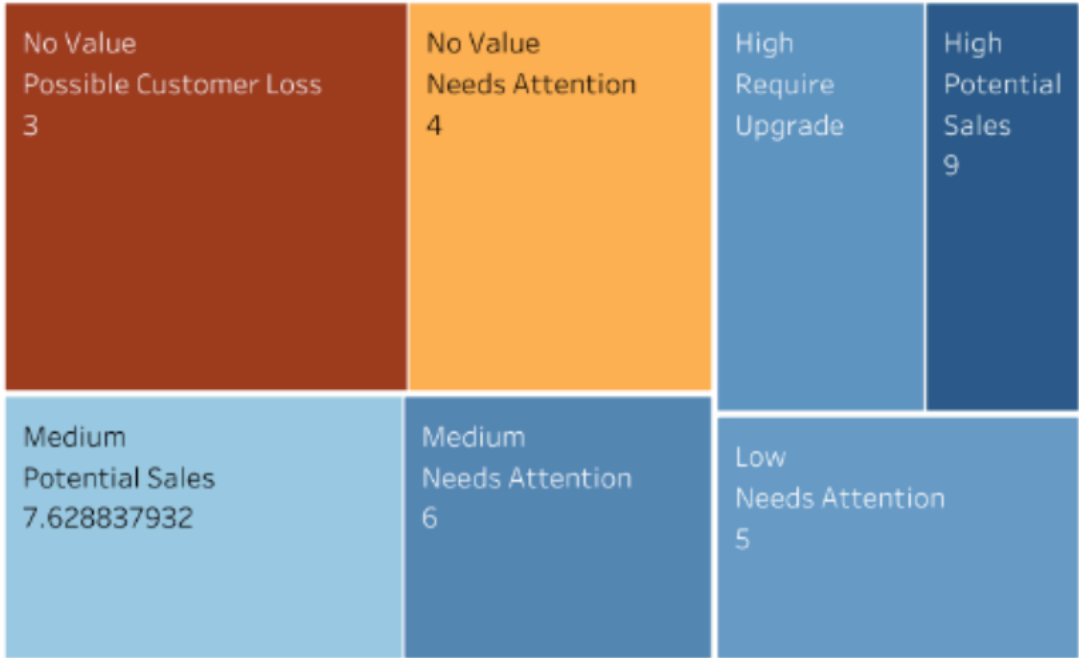 No Value
Possible Customer Loss
3
No Value
Needs Attention
4
High
Require
Upgrade
High
Potential
Sales
9
Medium
Potential Sales
7.628837932
Medium
Needs Attention
6
Low
Needs Attention
5